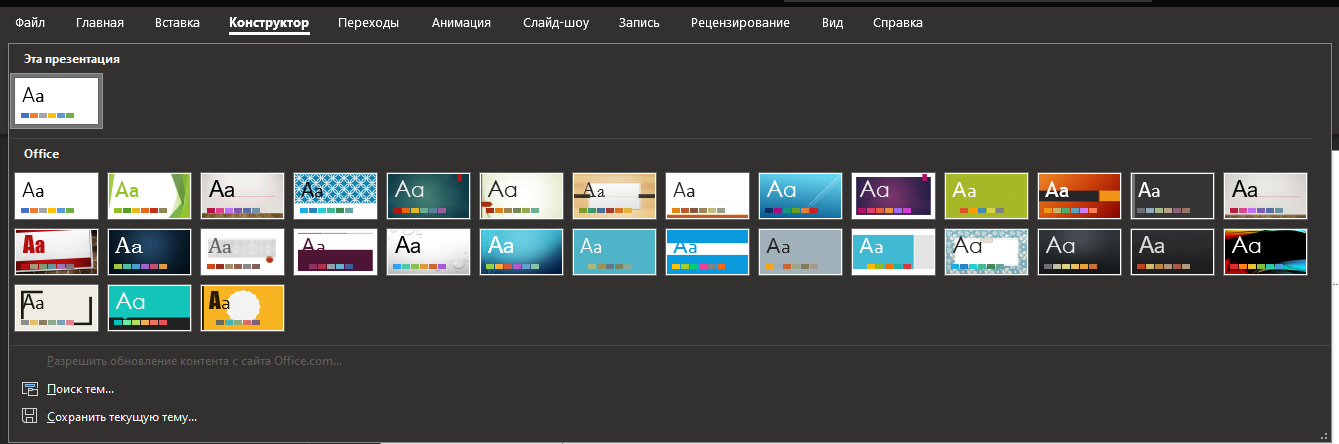 Файл Главная Вставка Конструктор Переходы Анимация Слайд-шоу Запись Рецензирование Вид Справка
Эта презентация
Aa
Office
Aa Aa Aa Aa Aa Aa Aa Aa Aa Aa Aa Aa Aa Aa
Aa Aa Aa Aa Aa Aa Aa Aa Aa Aa Aa Aa Aa Aa
Aa Aa Aa
Разрешить обновление контента с сайта Office.com...
Поиск тем...
Сохранить текущую тему...